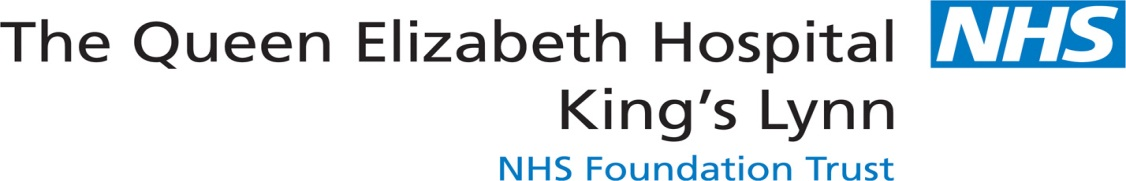 The Queen Elizabeth Hospital NHS
King's Lynn
NHS Foundation Trust